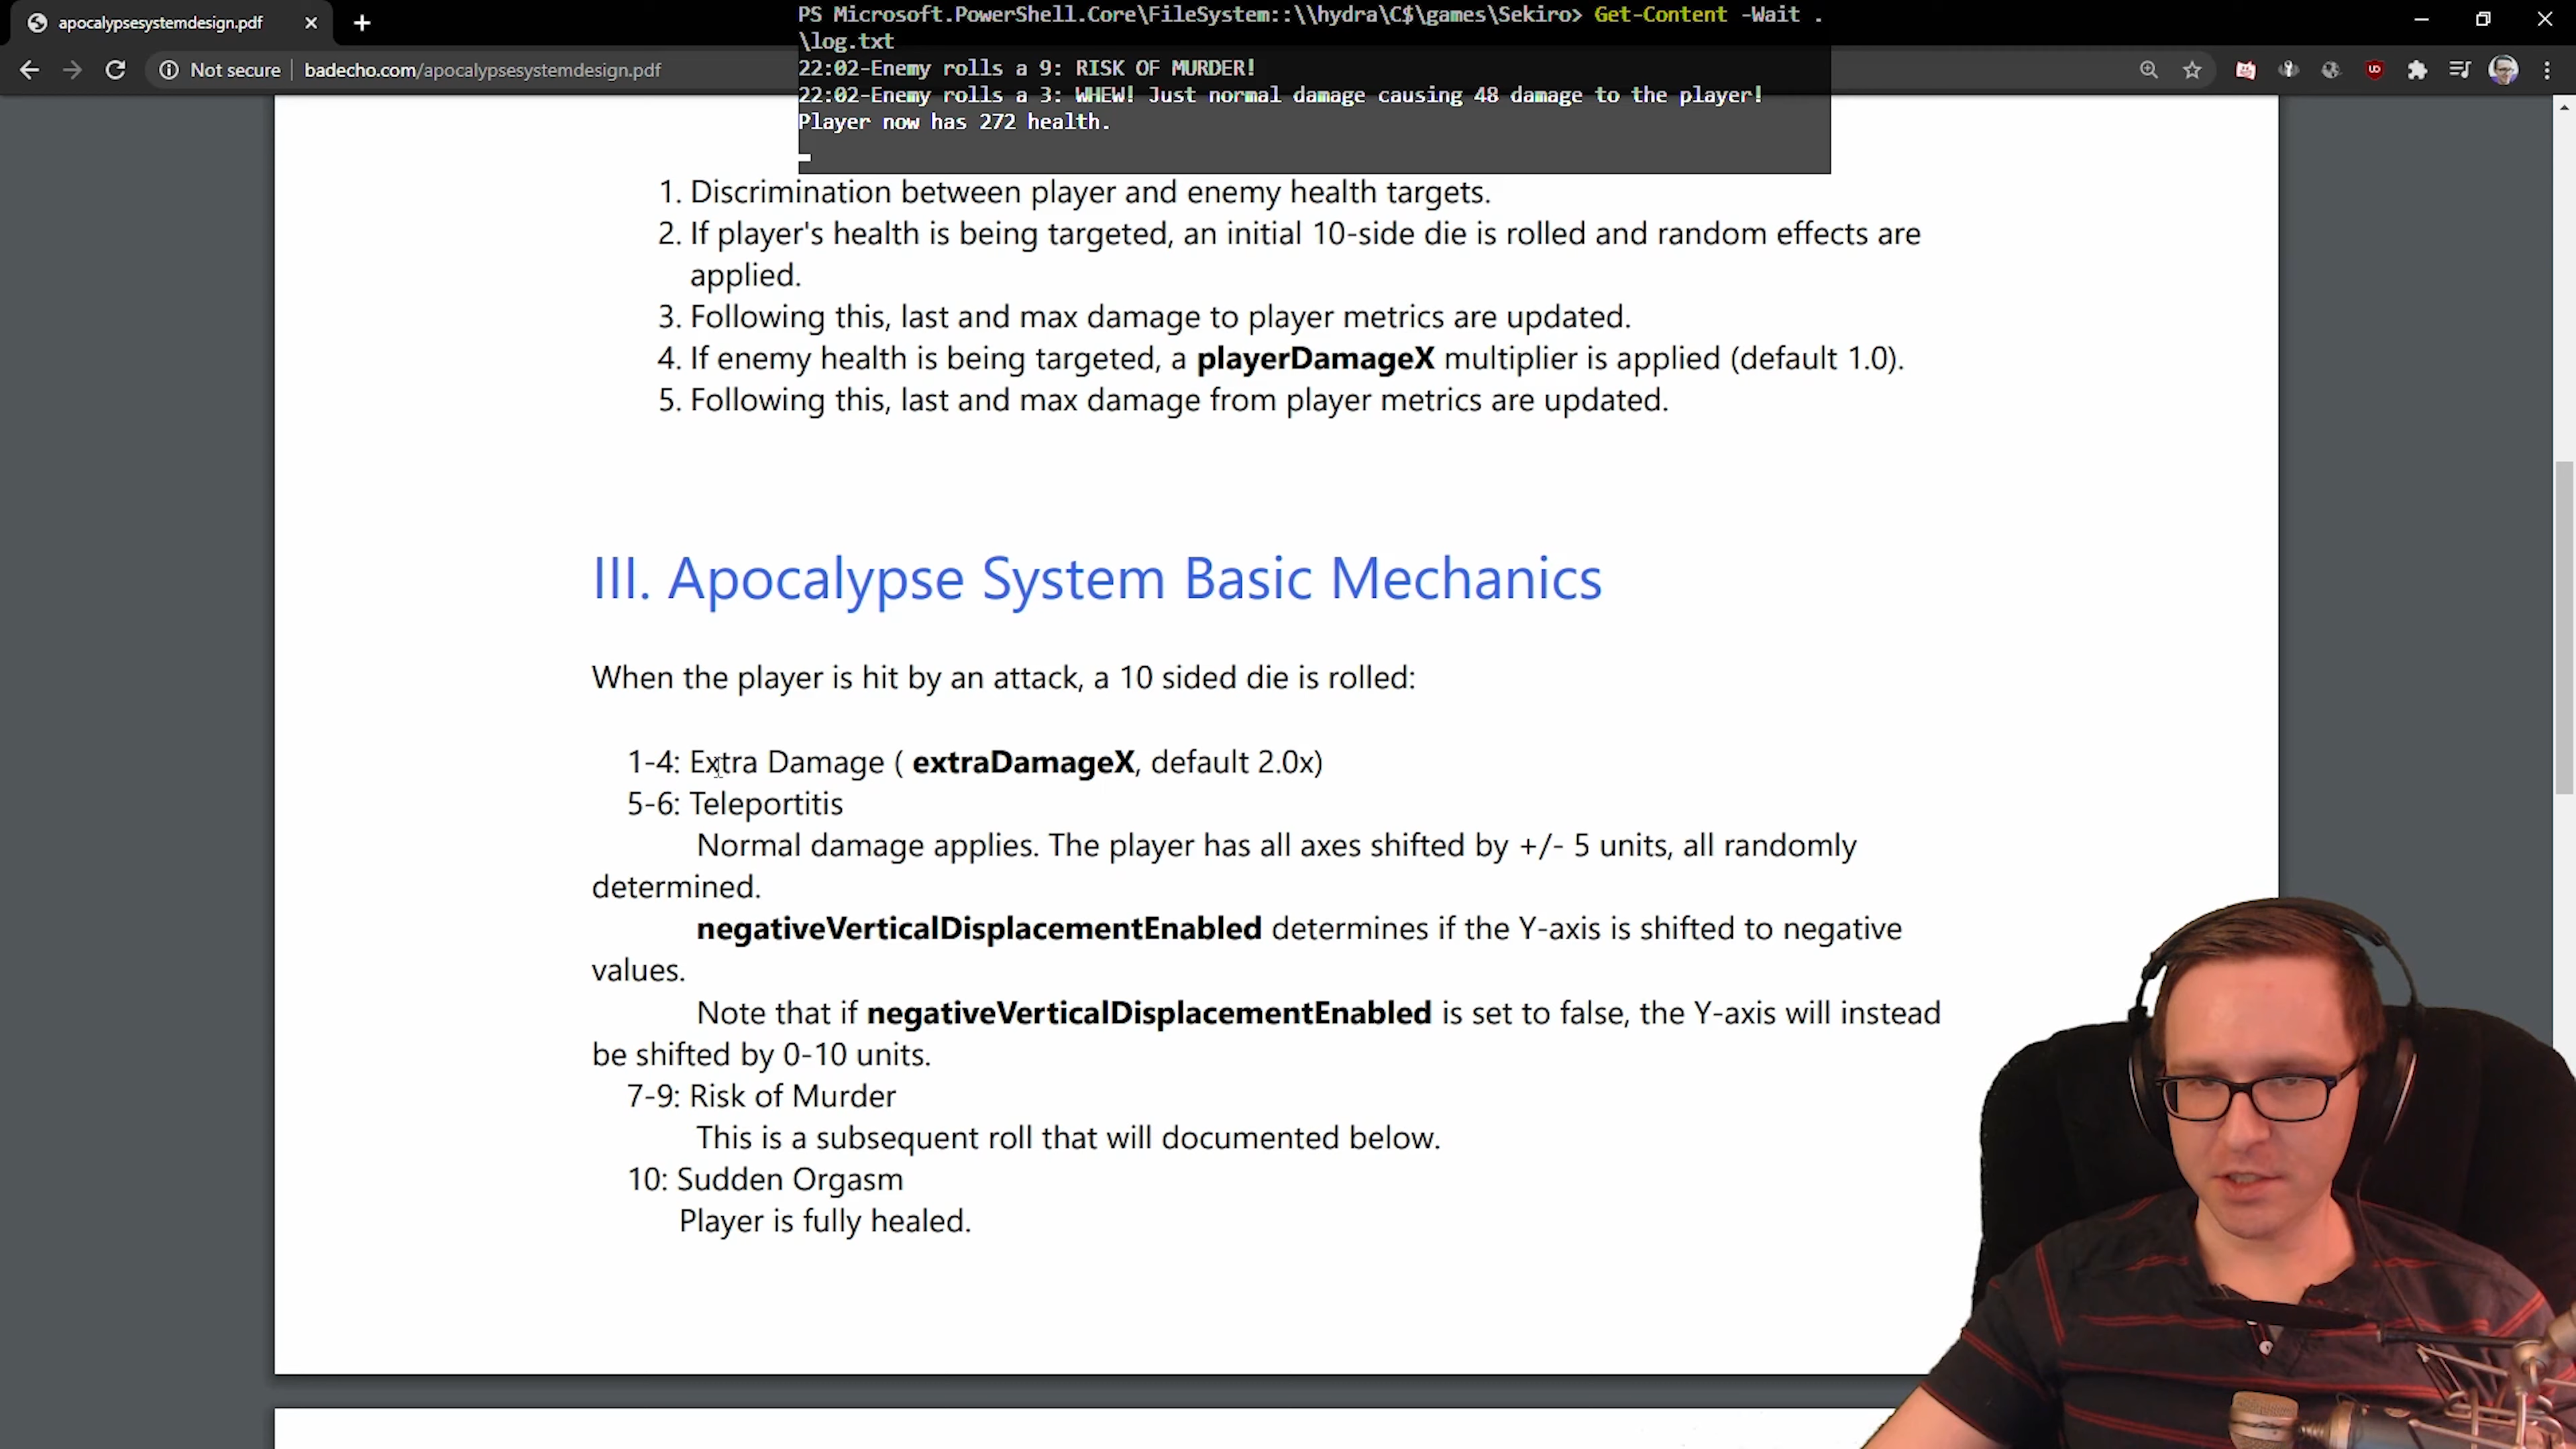 apocalypsesystemdesign.pdf
Not secure
badecho.com/apocalypsesystemdesign.pdf
PS Microsoft.PowerShell.Core\FileSystem::\\hydra\C$\games\Sekiro> Get-Content -Wait .
\log.txt
22:02-Enemy rolls a 9: RISK OF MURDER!
22:02-Enemy rolls a 3: WHEW! Just normal damage causing 48 damage to the player!
Player now has 272 health.
1. Discrimination between player and enemy health targets.
2. If player's health is being targeted, an initial 10-side die is rolled and random effects are
applied.
3. Following this, last and max damage to player metrics are updated.
4. If enemy health is being targeted, a playerDamageX multiplier is applied (default 1.0).
5. Following this, last and max damage from player metrics are updated.
III. Apocalypse System Basic Mechanics
When the player is hit by an attack, a 10 sided die is rolled:
1-4: Extra Damage ( extraDamageX, default 2.0x)
5-6: Teleportitis
Normal damage applies. The player has all axes shifted by +/- 5 units, all randomly
determined.
negativeVerticalDisplacementEnabled determines if the Y-axis is shifted to negative
values.
Note that if negativeVerticalDisplacementEnabled is set to false, the Y-axis will instead
be shifted by 0-10 units.
7-9: Risk of Murder
This is a subsequent roll that will documented below.
10: Sudden Orgasm
Player is fully healed.